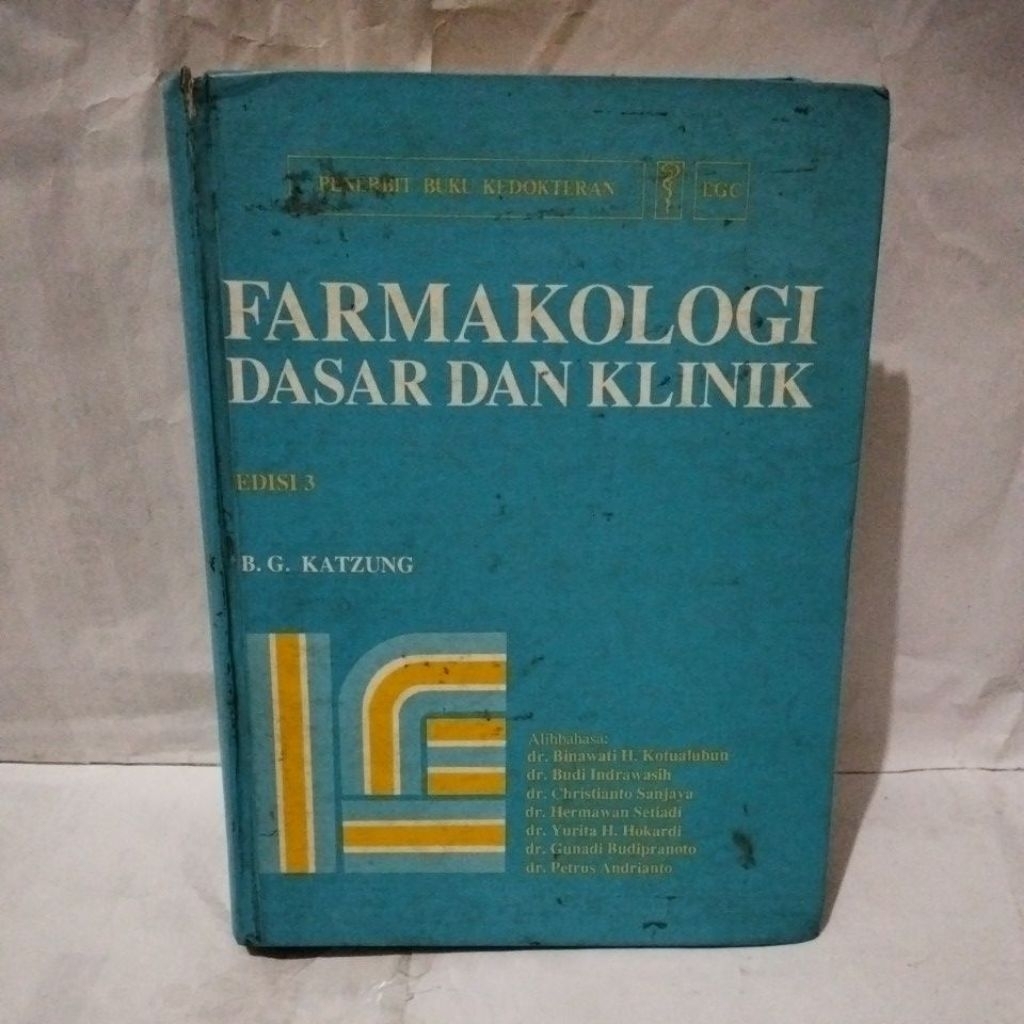 PENERBIT BUKU KEDOKTERAN EGC
FARMAKOLOGI
DASAR DAN KLINIK
EDISI 3
B. G. KATZUNG
Alihbahasa:
dr. Binawati H. Kotualubun
dr. Budi Indrawasih
dr. Christianto Sanjaya
dr. Hermawan Setiadi
dr. Yurita H. Hokardi
dr. Gunadi Budipranoto
dr. Petrus Andrianto